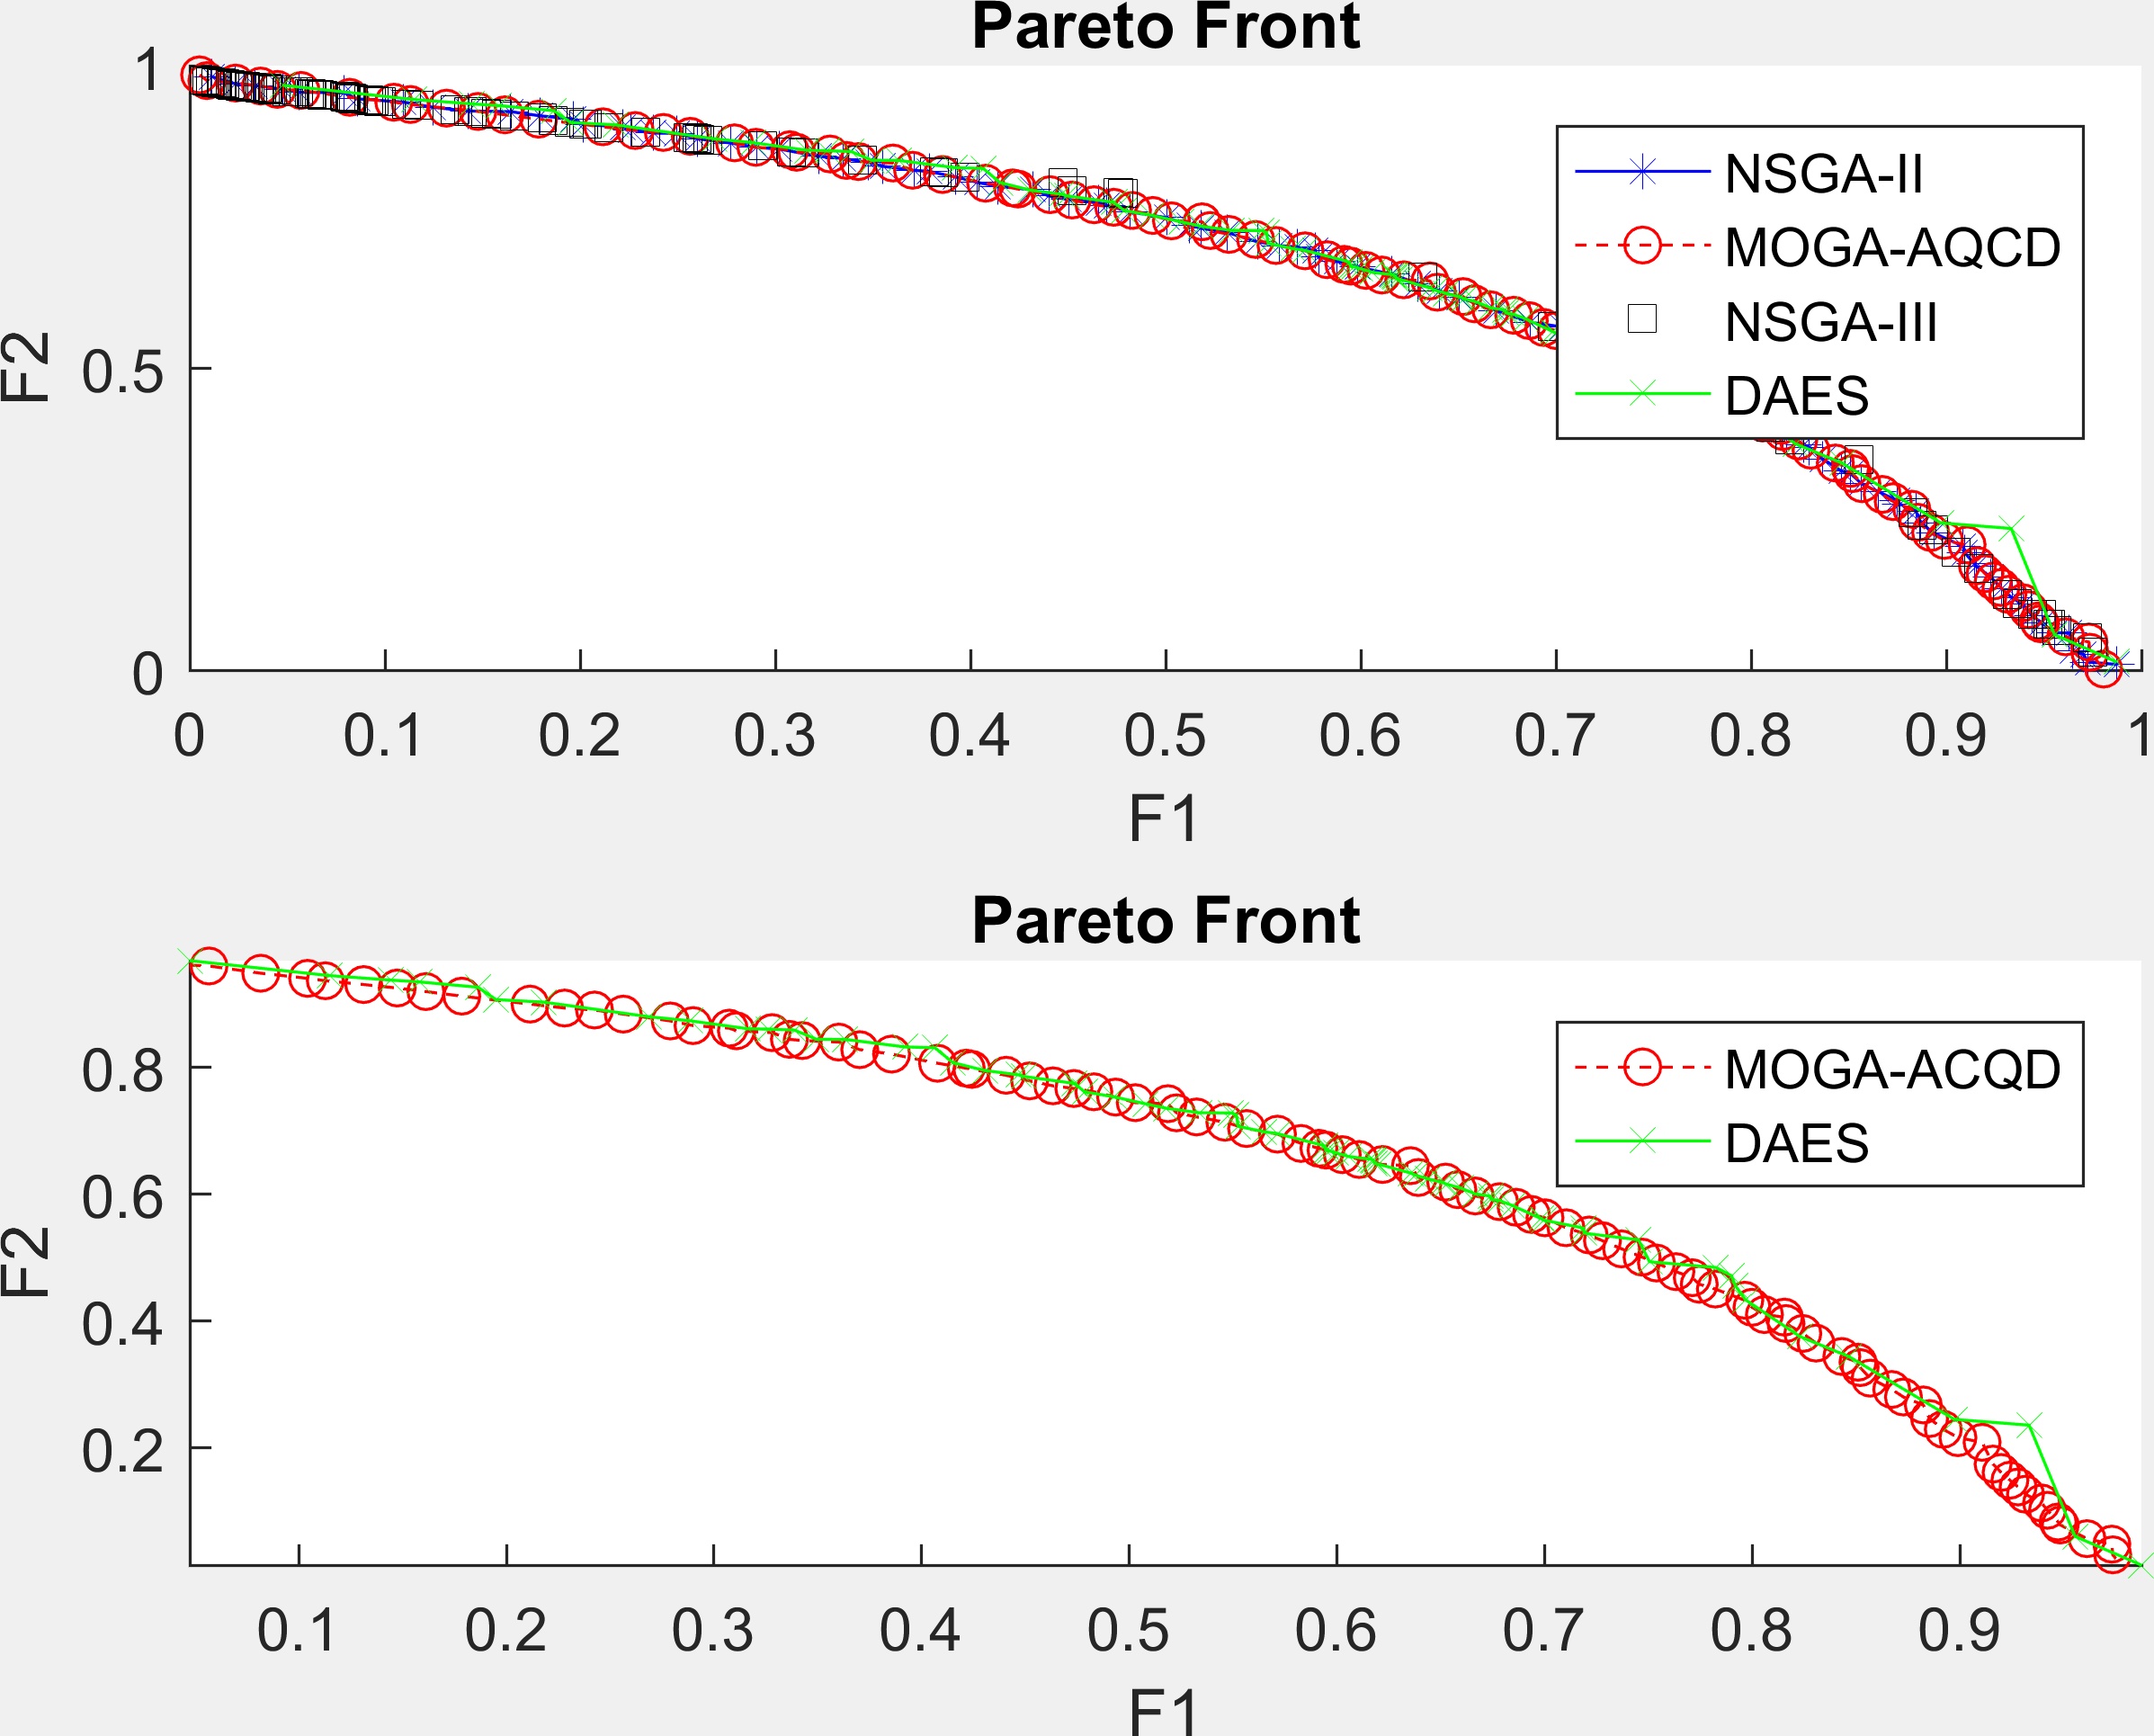 Pareto Front
1
0.5
0
F2
NSGA-II
MOGA-AQCD
NSGA-III
DAES
0 0.1 0.2 0.3 0.4 0.5 0.6 0.7 0.8 0.9 1
F1
Pareto Front
0.8
0.6
0.4
0.2
F2
MOGA-ACQD
DAES
0.1 0.2 0.3 0.4 0.5 0.6 0.7 0.8 0.9
F1